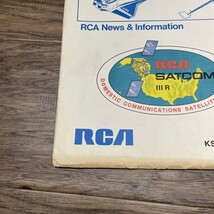 RCA News & Information
RCA
SATCOM
III R
DOMESTIC COMMUNICATIONS SATELLITE
RCA
KS